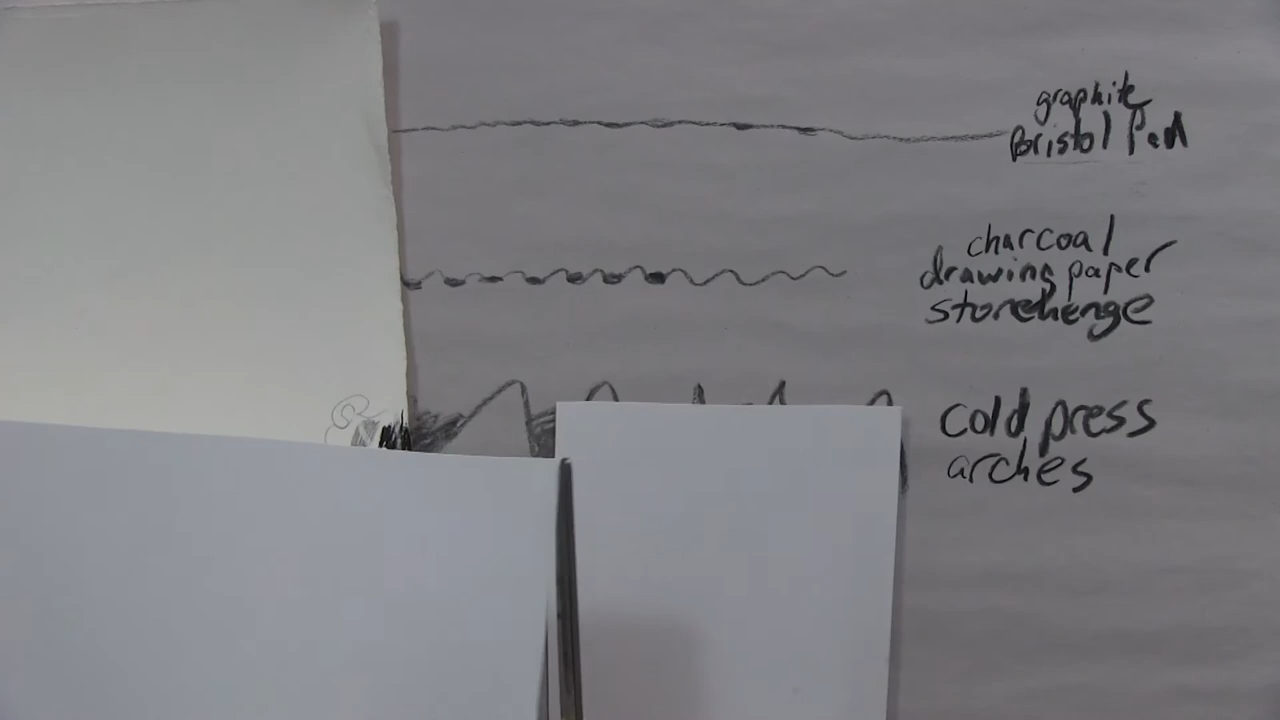 graphite
Bristol Pad
charcoal
drawing paper
stonehenge
cold press
arches